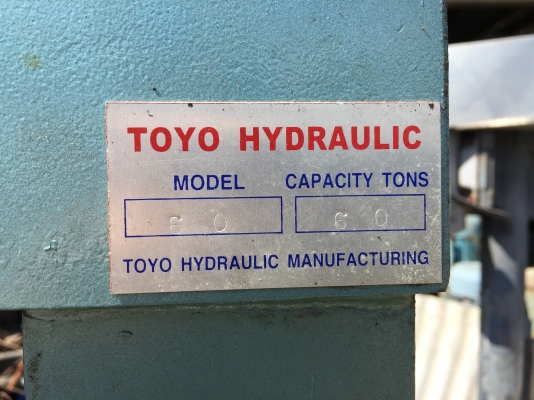 TOYO HYDRAULIC
MODEL CAPACITY TONS
60 60
TOYO HYDRAULIC MANUFACTURING